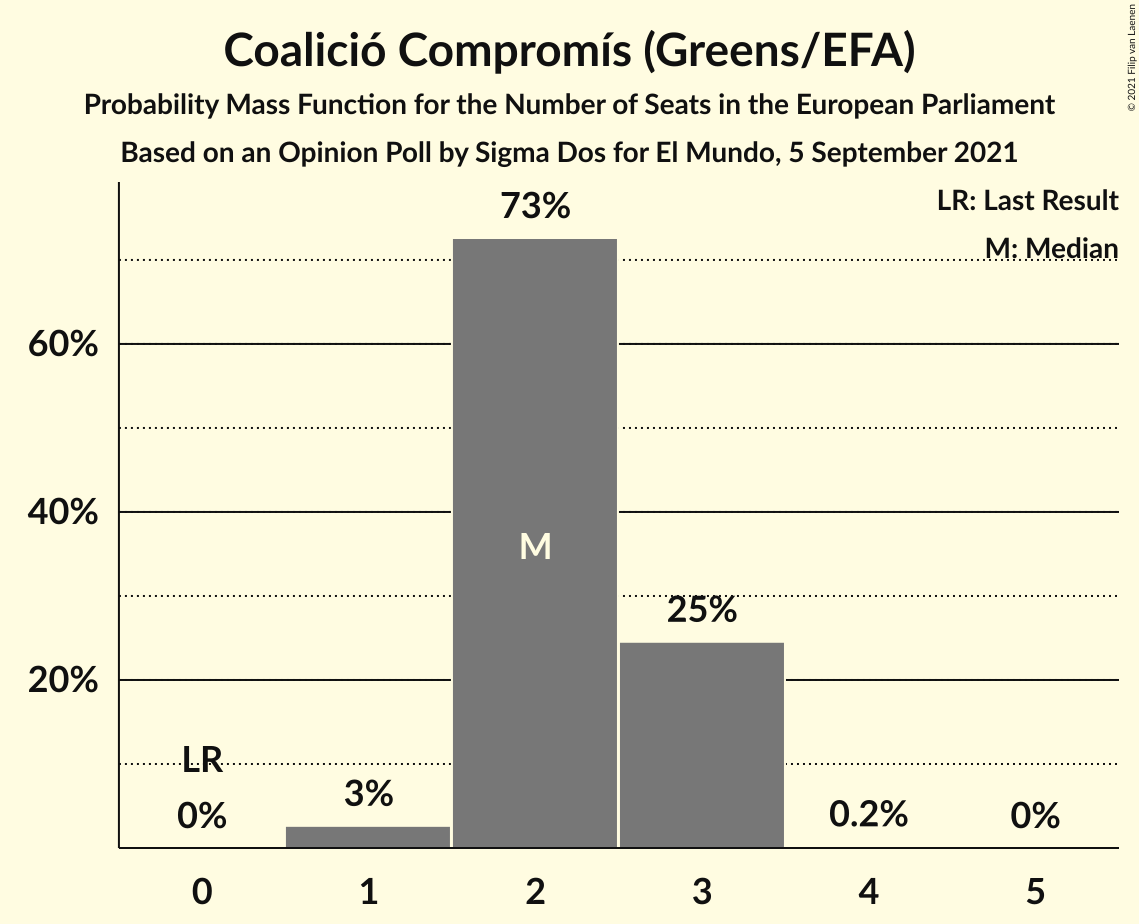 Coalició Compromís (Greens/EFA)
Probability Mass Function for the Number of Seats in the European Parliament
Based on an Opinion Poll by Sigma Dos for El Mundo, 5 September 2021
© 2021 Filip van Laenen
LR: Last Result
M: Median
73%
60%
40%
M
25%
20%
LR
3%
0%
0.2%
0%
0 1 2 3 4 5